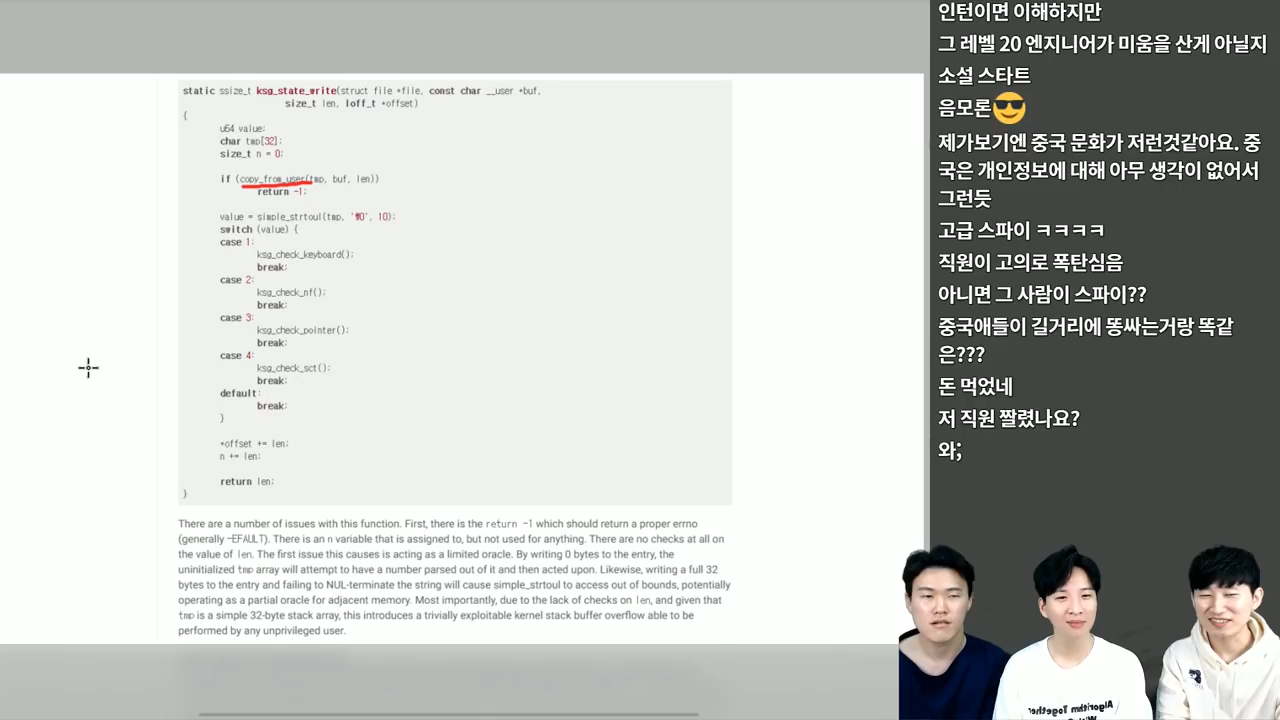 static ssize_t ksg_state_write(struct file *file, const char __user *buf,
size_t len, loff_t *offset)
{
u64 value;
char tmp[32];
size_t n = 0;
if (copy_from_user(tmp, buf, len))
return -1;
value = simple_strtoul(tmp, '₩0', 10);
switch (value) {
case 1:
ksg_check_keyboard();
break;
case 2:
ksg_check_nf();
break;
case 3:
ksg_check_pointer();
break;
case 4:
ksg_check_sct();
break;
default:
break;
}
*offset += len;
n += len;
return len;
}
There are a number of issues with this function. First, there is the return -1 which should return a proper errno
(generally -EFAULT). There is an n variable that is assigned to, but not used for anything. There are no checks at all on
the value of len. The first issue this causes is acting as a limited oracle. By writing 0 bytes to the entry, the
uninitialized tmp array will attempt to have a number parsed out of it and then acted upon. Likewise, writing a full 32
bytes to the entry and failing to NUL-terminate the string will cause simple_strtoul to access out of bounds, potentially
operating as a partial oracle for adjacent memory. Most importantly, due to the lack of checks on len, and given that
tmp is a simple 32-byte stack array, this introduces a trivially exploitable kernel stack buffer overflow able to be
performed by any unprivileged user.
인턴이면 이해하지만
그 레벨 20 엔지니어가 미움을 산게 아닐지
소설 스타트
음모론😎
제가보기엔 중국 문화가 저런것같아요. 중
국은 개인정보에 대해 아무 생각이 없어서
그런듯
고급 스파이 ㅋㅋㅋㅋ
직원이 고의로 폭탄심음
아니면 그 사람이 스파이??
중국애들이 길거리에 똥싸는거랑 똑같
은???
돈 먹었네
저 직원 짤렸나요?
와;
Algorithm Together